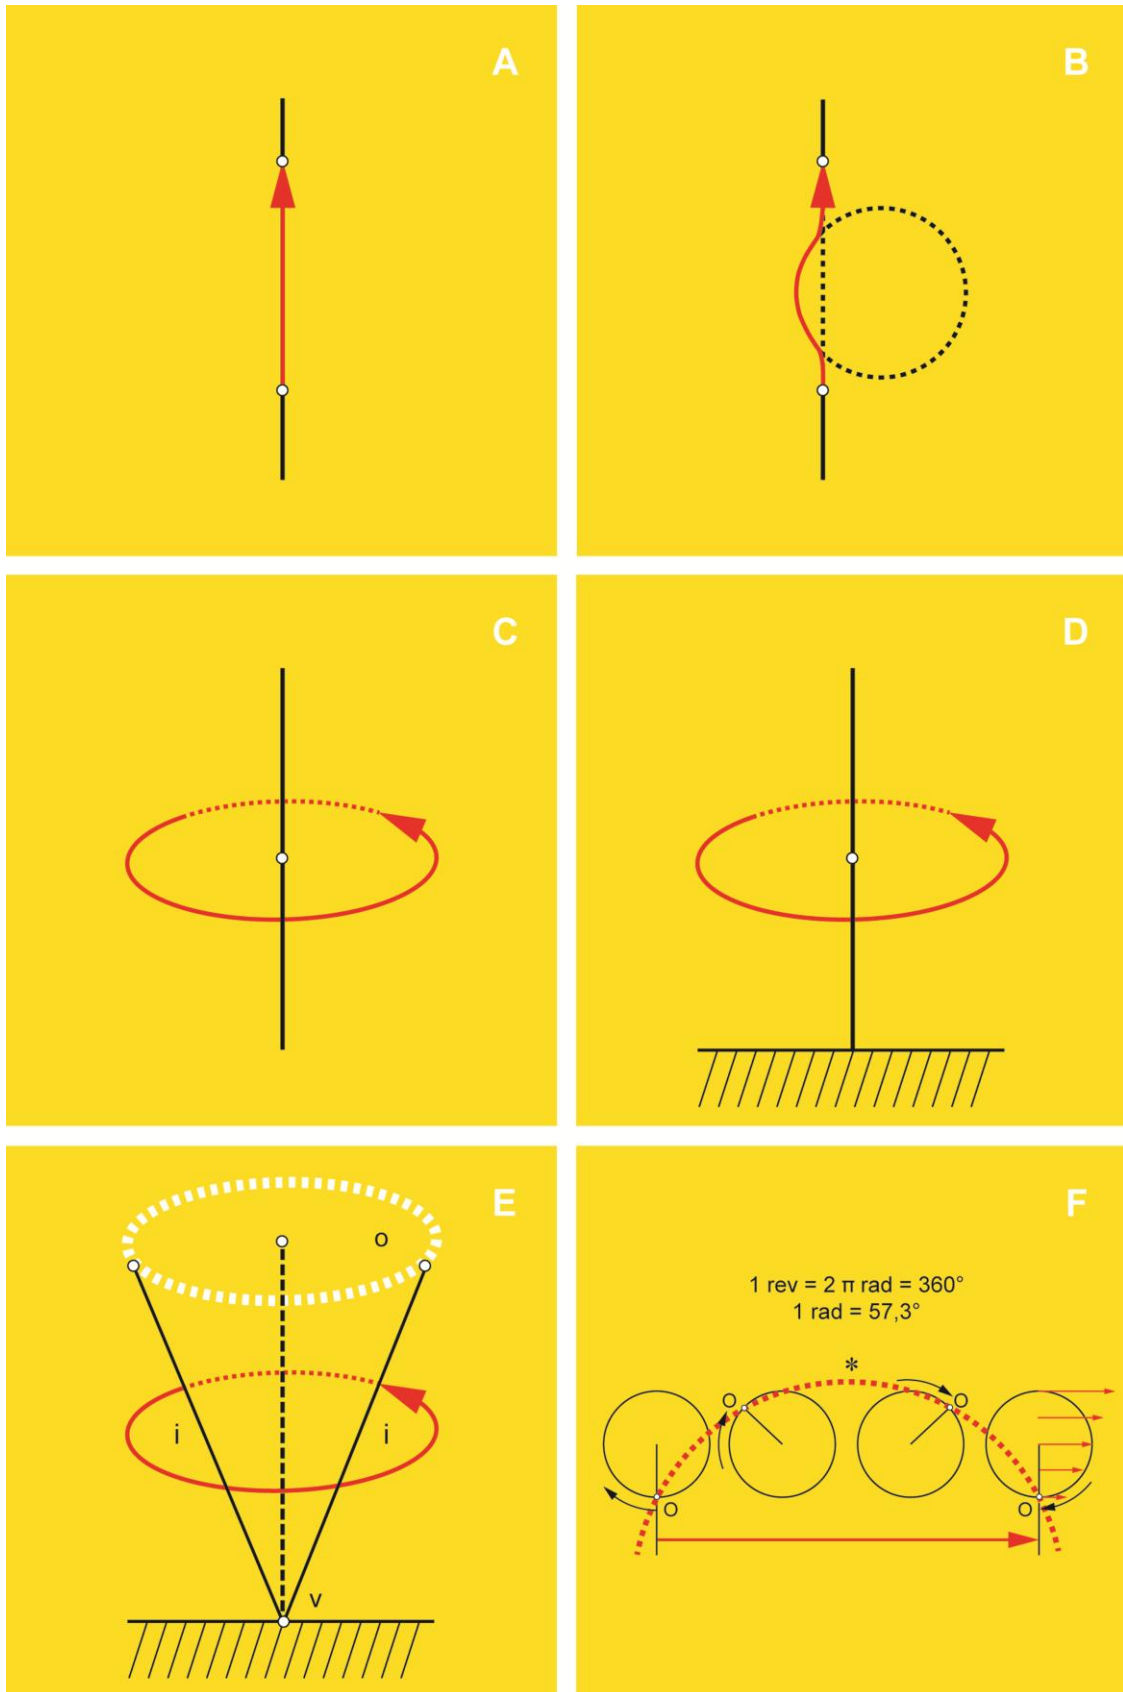 A
B
C
D
E
o
i
i
v
F
1 rev = 2 π rad = 360°
1 rad = 57,3°
*
O
O
O
O